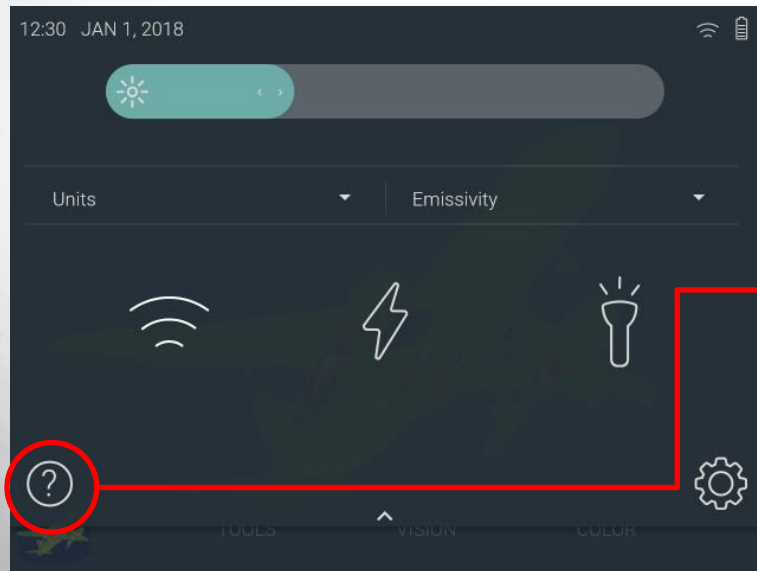 12:30 JAN 1, 2018
Units
Emissivity
?
TOOLS
VISION
COLOR